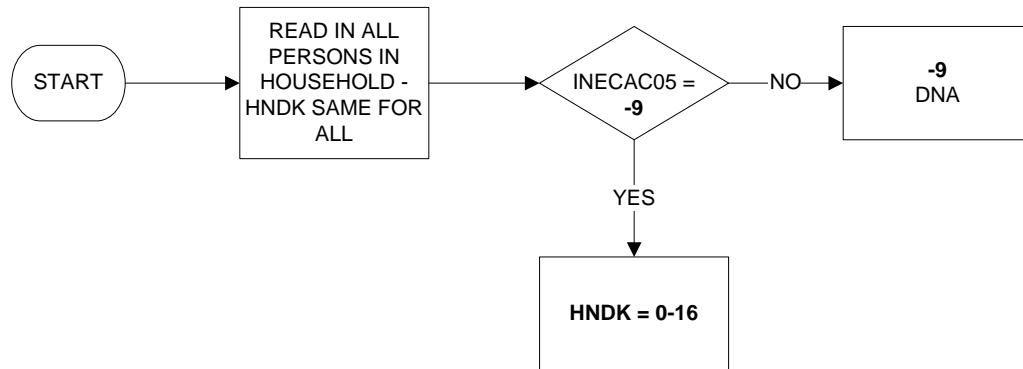 START
READ IN ALL
PERSONS IN
HOUSEHOLD -
HNDK SAME FOR
ALL
INECAC05 =
-9
NO
-9
DNA
YES
HNDK = 0-16